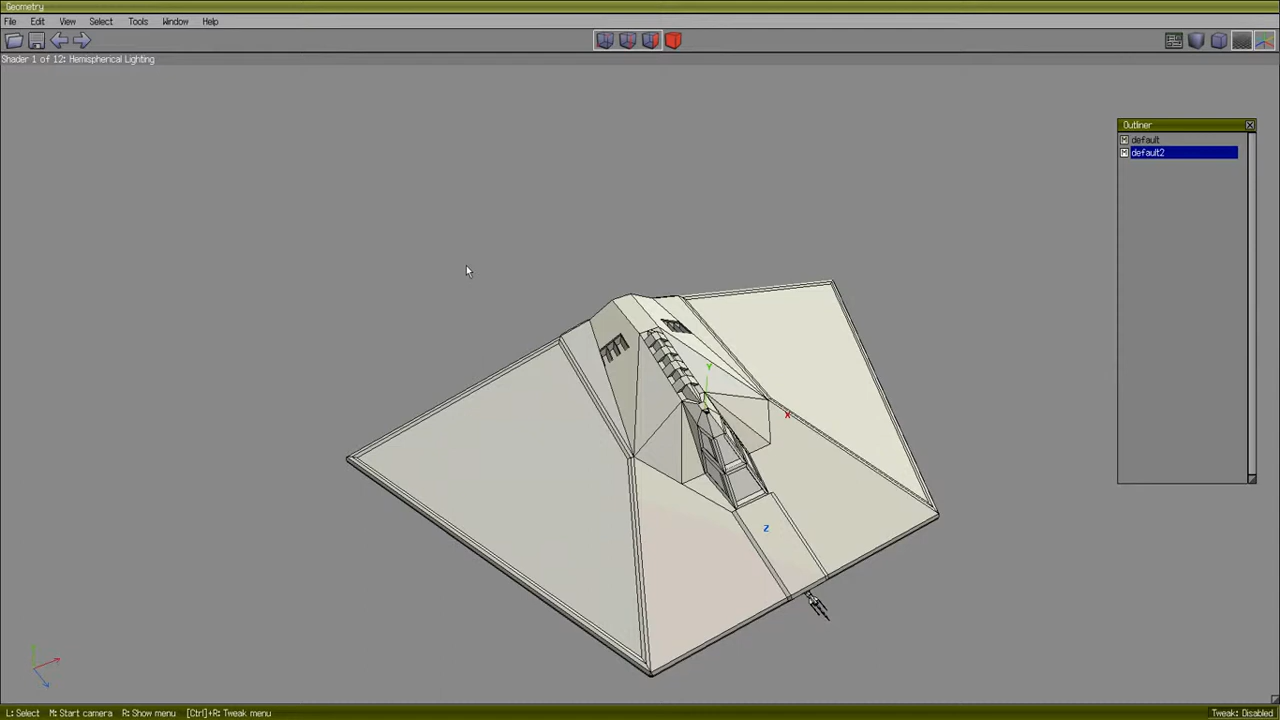 Geometry
File Edit View Select Tools Window Help
Shader 1 of 12: Hemispherical Lighting
Outliner
M default
M default2
Y
X
Z
L: Select M: Start camera R: Show menu [Ctrl]+R: Tweak menu
Tweak: Disabled